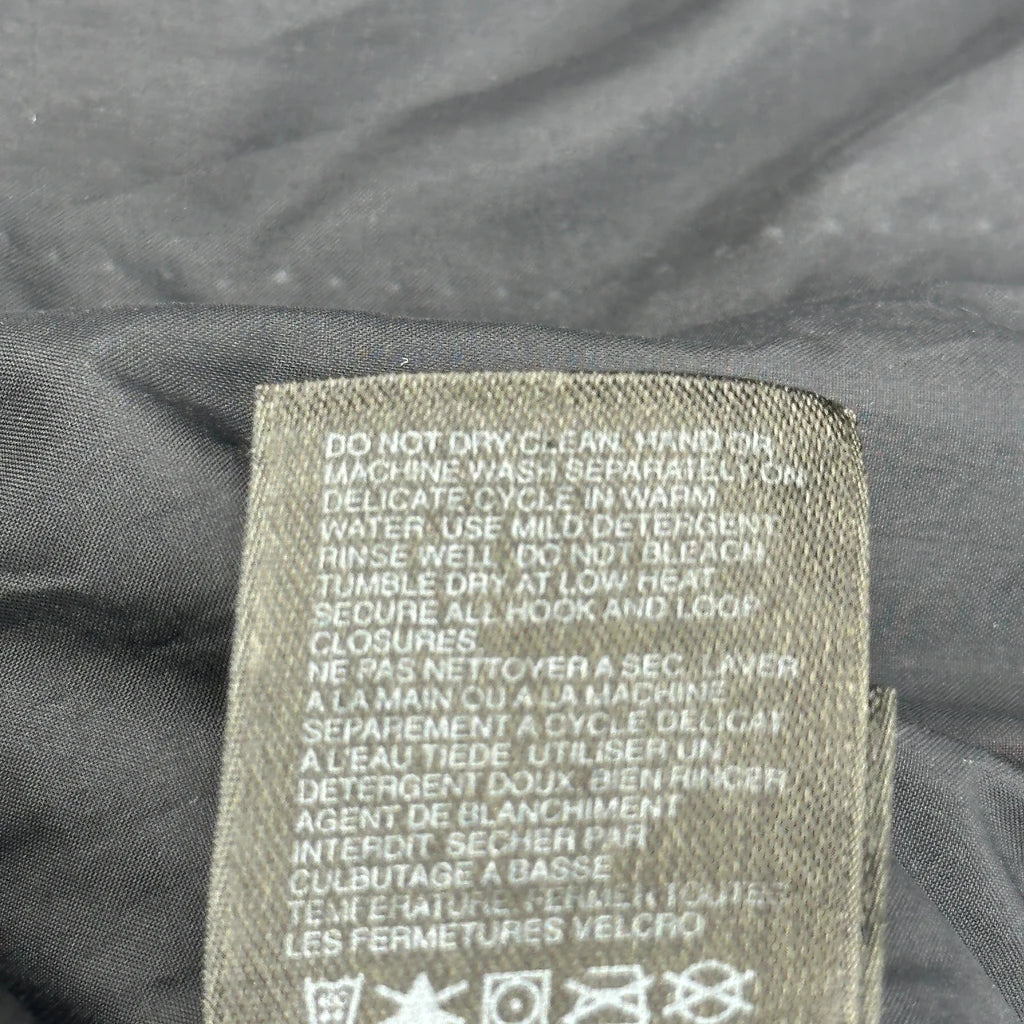 DO NOT DRY CLEAN. HAND OR
MACHINE WASH SEPARATELY ON
DELICATE CYCLE IN WARM
WATER. USE MILD DETERGENT.
RINSE WELL. DO NOT BLEACH.
TUMBLE DRY AT LOW HEAT.
SECURE ALL HOOK AND LOOP
CLOSURES.
NE PAS NETTOYER A SEC. LAVER
A LA MAIN OU A LA MACHINE
SEPAREMENT A CYCLE DELICAT
A L'EAU TIEDE. UTILISER UN
DETERGENT DOUX. BIEN RINCER
AGENT DE BLANCHIMENT
INTERDIT. SECHER PAR
CULBUTAGE A BASSE
TEMPERATURE. FERMER TOUTES
LES FERMETURES VELCRO